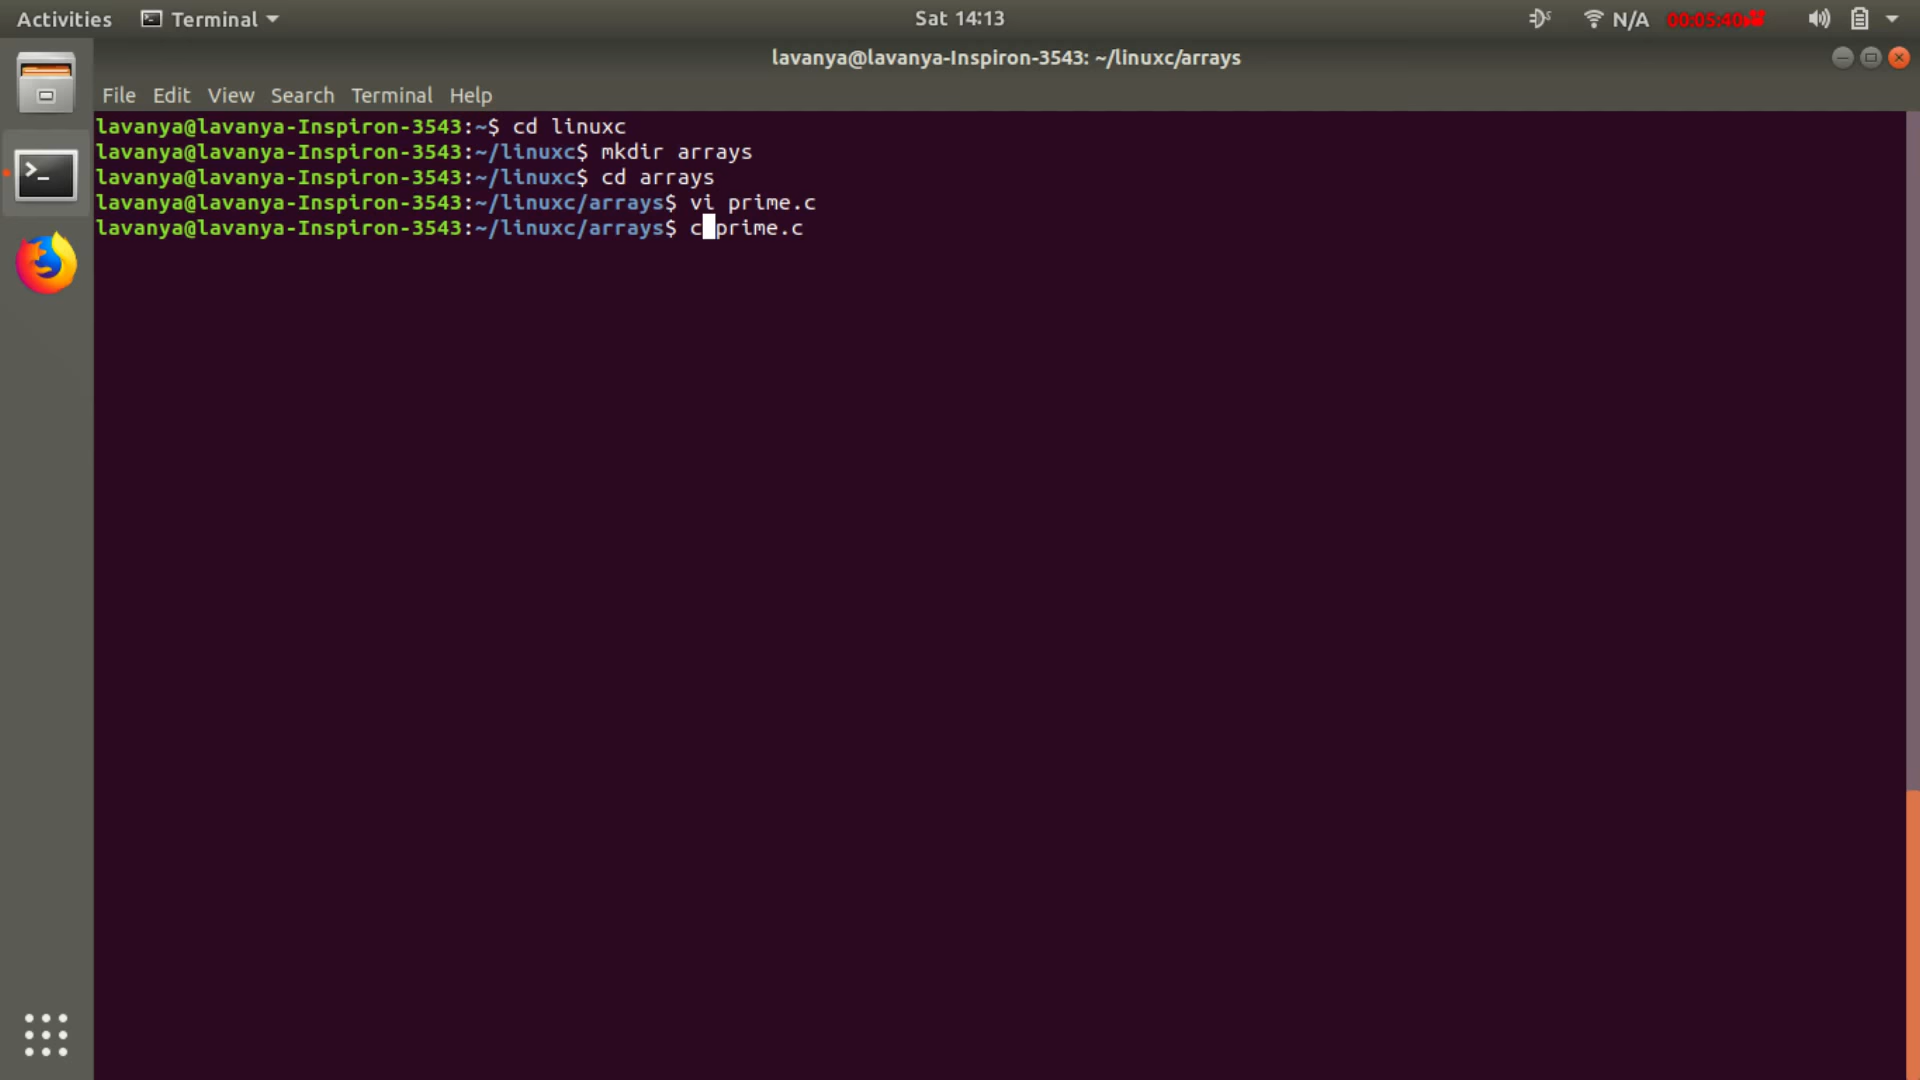 Activities Terminal Sat 14:13 N/A 00:05:40
lavanya@lavanya-Inspiron-3543: ~/linuxc/arrays
File Edit View Search Terminal Help
lavanya@lavanya-Inspiron-3543:~$ cd linuxc
lavanya@lavanya-Inspiron-3543:~/linuxc$ mkdir arrays
lavanya@lavanya-Inspiron-3543:~/linuxc$ cd arrays
lavanya@lavanya-Inspiron-3543:~/linuxc/arrays$ vi prime.c
lavanya@lavanya-Inspiron-3543:~/linuxc/arrays$ c prime.c